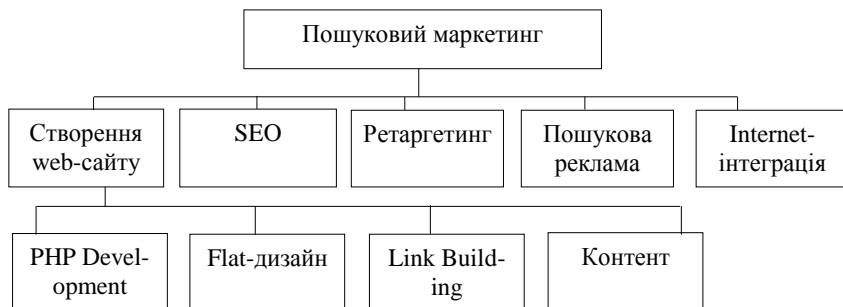 Пошуковий маркетинг
Створення
web-сайту
SEO
Ретаргетинг
Пошукова
реклама
Internet-
інтеграція
PHP Devel-
opment
Flat-дизайн
Link Build-
ing
Контент